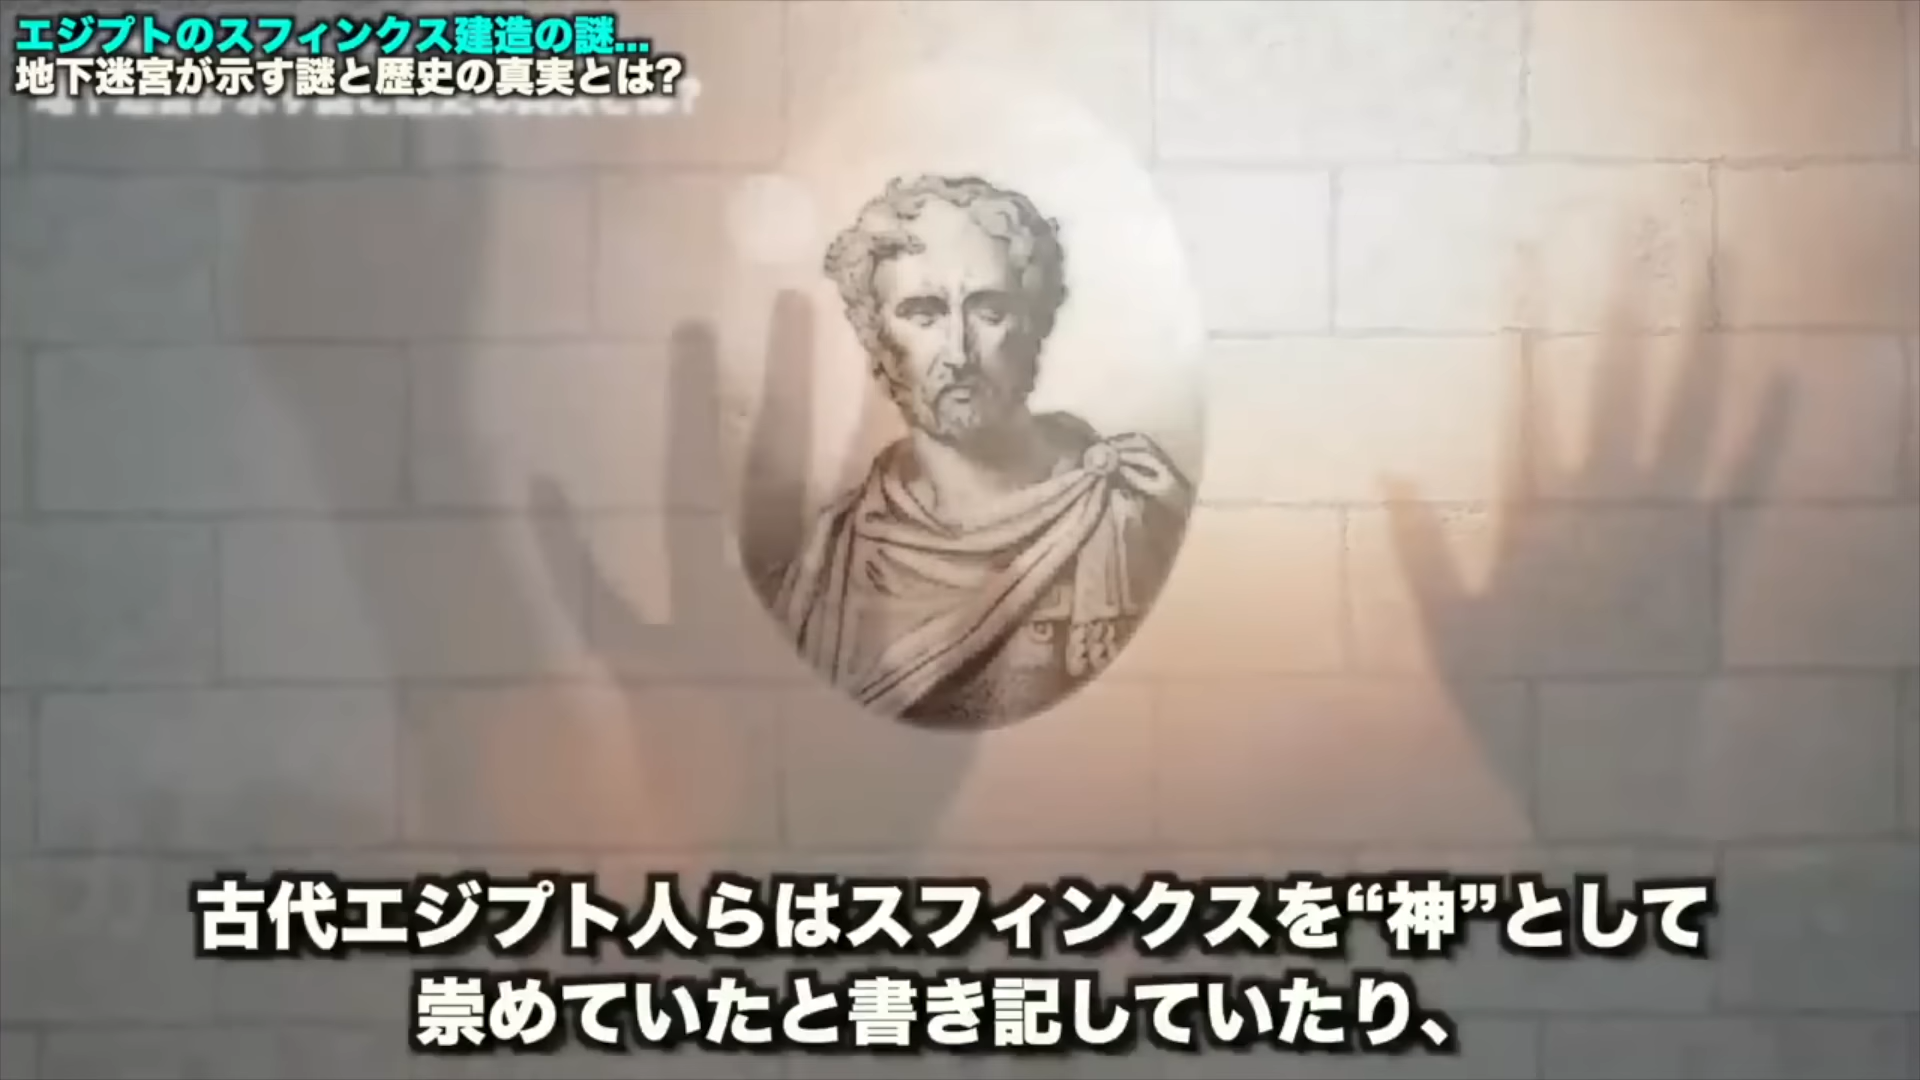 エジプトのスフィンクス建造の謎...
地下迷宮が示す謎と歴史の真実とは?
古代エジプト人らはスフィンクスを“神”として
崇めていたと書き記していたり、